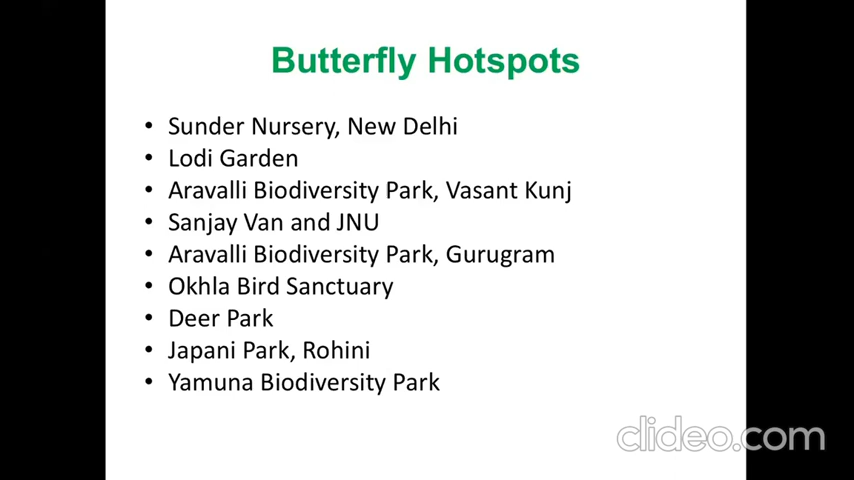 Butterfly Hotspots
• Sunder Nursery, New Delhi
• Lodi Garden
• Aravalli Biodiversity Park, Vasant Kunj
• Sanjay Van and JNU
• Aravalli Biodiversity Park, Gurugram
• Okhla Bird Sanctuary
• Deer Park
• Japani Park, Rohini
• Yamuna Biodiversity Park
clideo.com